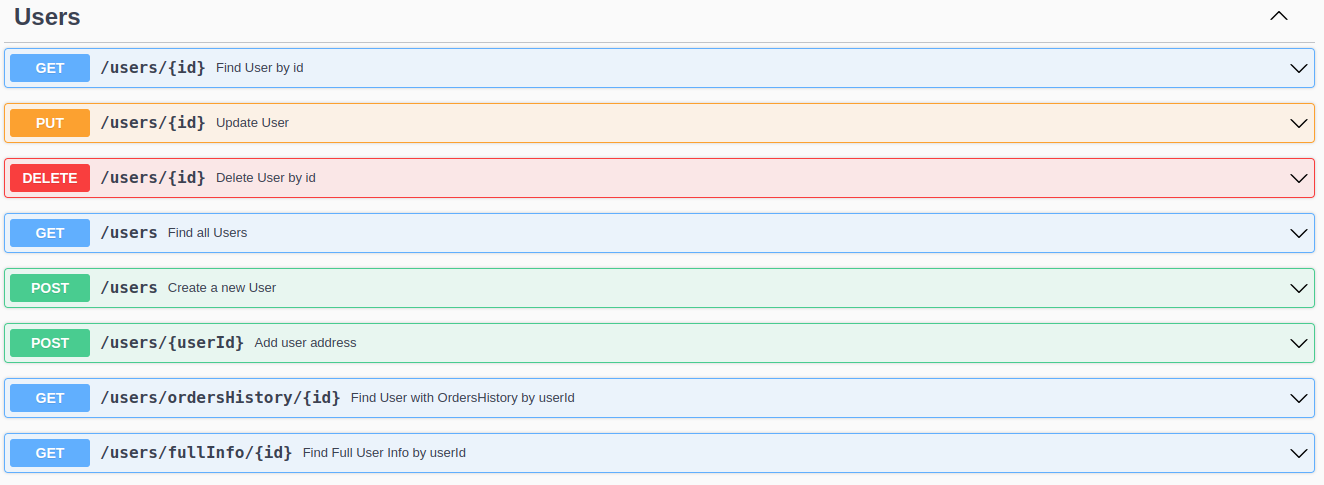 Users
GET /users/{id} Find User by id
PUT /users/{id} Update User
DELETE /users/{id} Delete User by id
GET /users Find all Users
POST /users Create a new User
POST /users/{userId} Add user address
GET /users/ordersHistory/{id} Find User with OrdersHistory by userId
GET /users/fullInfo/{id} Find Full User Info by userId